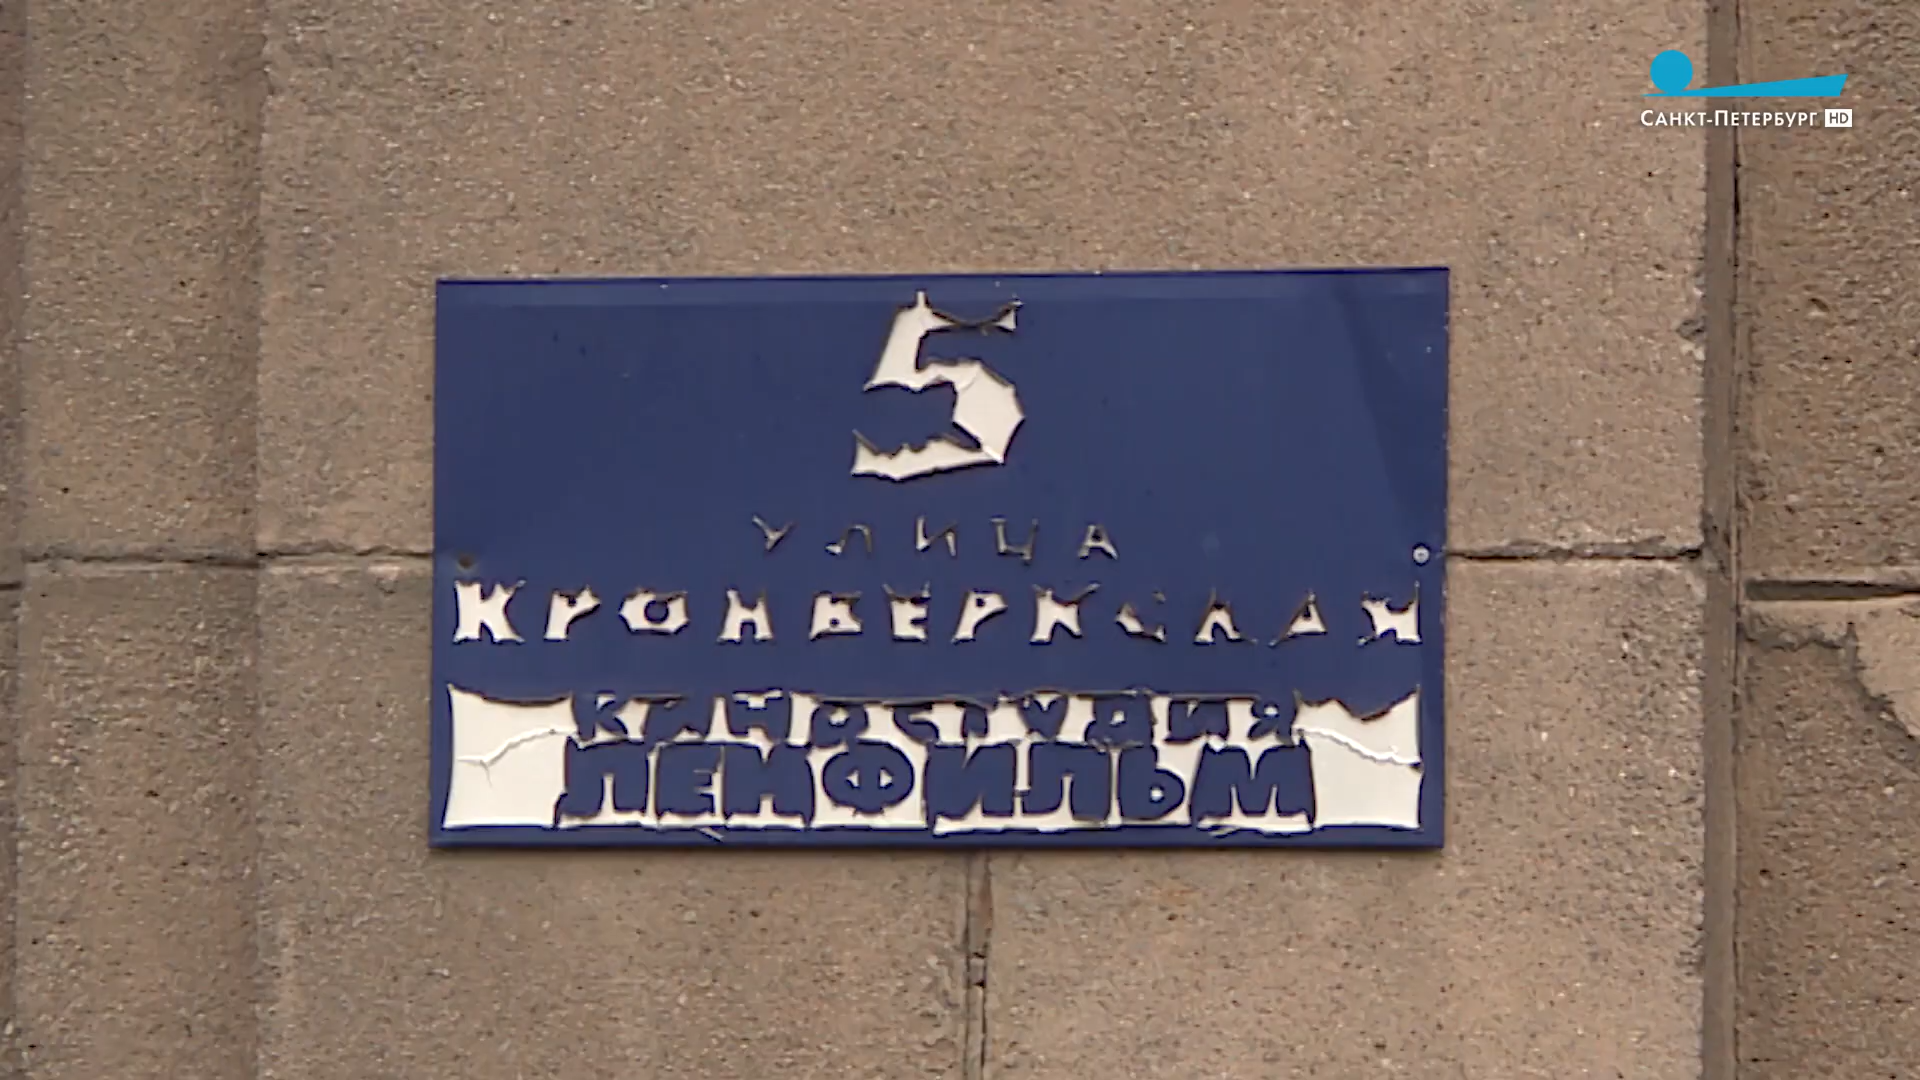 Санкт-Петербург HD
5
улица
Кронверкская
киностудия
Ленфильм